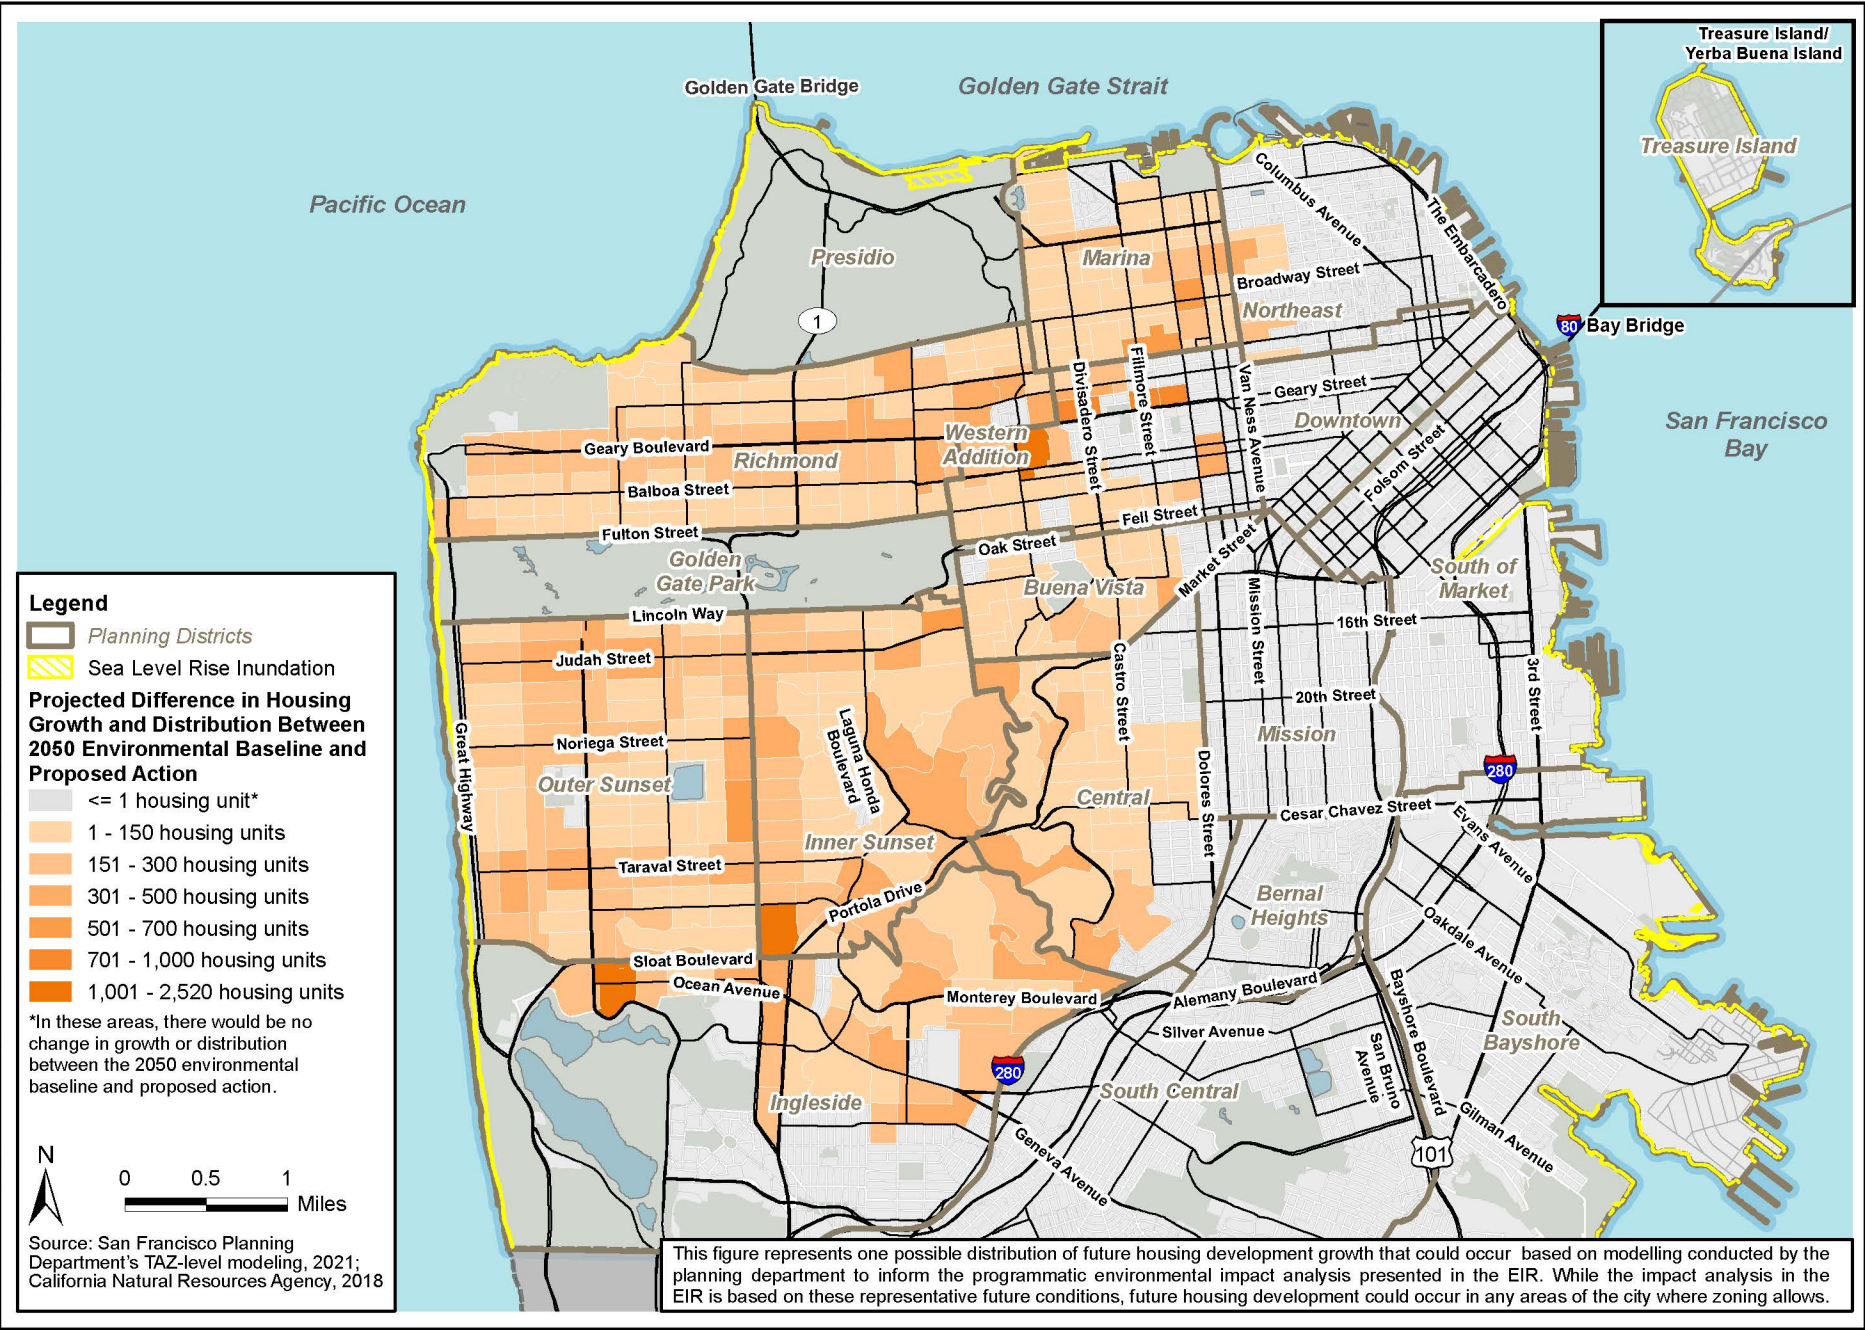 Treasure Island/
Yerba Buena Island
Treasure Island
Golden Gate Bridge
Golden Gate Strait
Pacific Ocean
Presidio
1
Marina
Columbus Avenue
The Embarcadero
Broadway Street
Northeast
80
Bay Bridge
Divisadero Street
Fillmore Street
Van Ness Avenue
Geary Street
Downtown
San Francisco
Bay
Geary Boulevard
Richmond
Western
Addition
Folsom Street
Balboa Street
Fulton Street
Fell Street
Oak Street
Market Street
Golden
Gate Park
Buena Vista
South of
Market
Lincoln Way
Mission Street
16th Street
Judah Street
Castro Street
20th Street
3rd Street
Great Highway
Noriega Street
Laguna Honda
Boulevard
Mission
Dolores Street
280
Outer Sunset
Central
Cesar Chavez Street
Evans Avenue
Inner Sunset
Taraval Street
Portola Drive
Bernal
Heights
Oakdale Avenue
Sloat Boulevard
Ocean Avenue
Monterey Boulevard
Alemany Boulevard
Bayshore Boulevard
Silver Avenue
South
Bayshore
San Bruno
Avenue
280
South Central
Ingleside
Geneva Avenue
101
Gilman Avenue
Legend
Planning Districts
Sea Level Rise Inundation
Projected Difference in Housing
Growth and Distribution Between
2050 Environmental Baseline and
Proposed Action
<= 1 housing unit*
1 - 150 housing units
151 - 300 housing units
301 - 500 housing units
501 - 700 housing units
701 - 1,000 housing units
1,001 - 2,520 housing units
*In these areas, there would be no
change in growth or distribution
between the 2050 environmental
baseline and proposed action.
N
0 0.5 1
Miles
Source: San Francisco Planning
Department's TAZ-level modeling, 2021;
California Natural Resources Agency, 2018
This figure represents one possible distribution of future housing development growth that could occur based on modelling conducted by the
planning department to inform the programmatic environmental impact analysis presented in the EIR. While the impact analysis in the
EIR is based on these representative future conditions, future housing development could occur in any areas of the city where zoning allows.